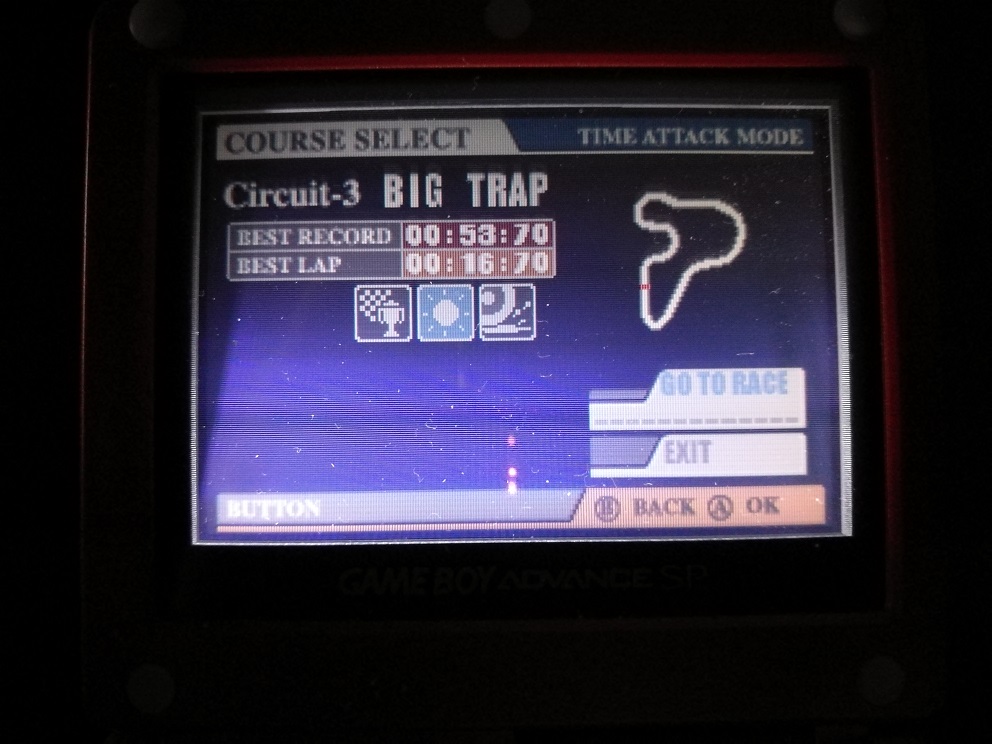 COURSE SELECT TIME ATTACK MODE
Circuit-3 BIG TRAP
BEST RECORD 00:53:70
BEST LAP 00:16:70
GO TO RACE
EXIT
BUTTON B BACK A OK
GAME BOY ADVANCE SP